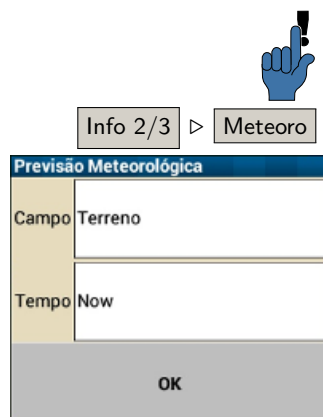 Info 2/3 ▷ Meteoro
Previsão Meteorológica
Campo Terreno
Tempo Now
OK